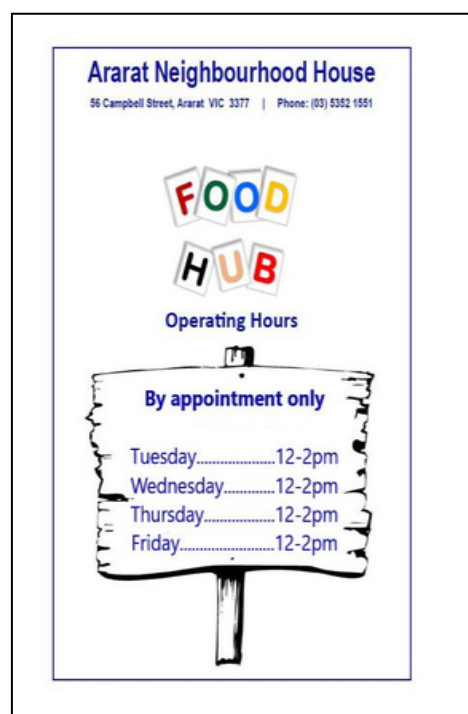 Ararat Neighbourhood House
56 Campbell Street, Ararat VIC 3377 | Phone: (03) 5352 1551
FOOD
HUB
Operating Hours
By appointment only
Tuesday......................12-2pm
Wednesday..............12-2pm
Thursday....................12-2pm
Friday..........................12-2pm